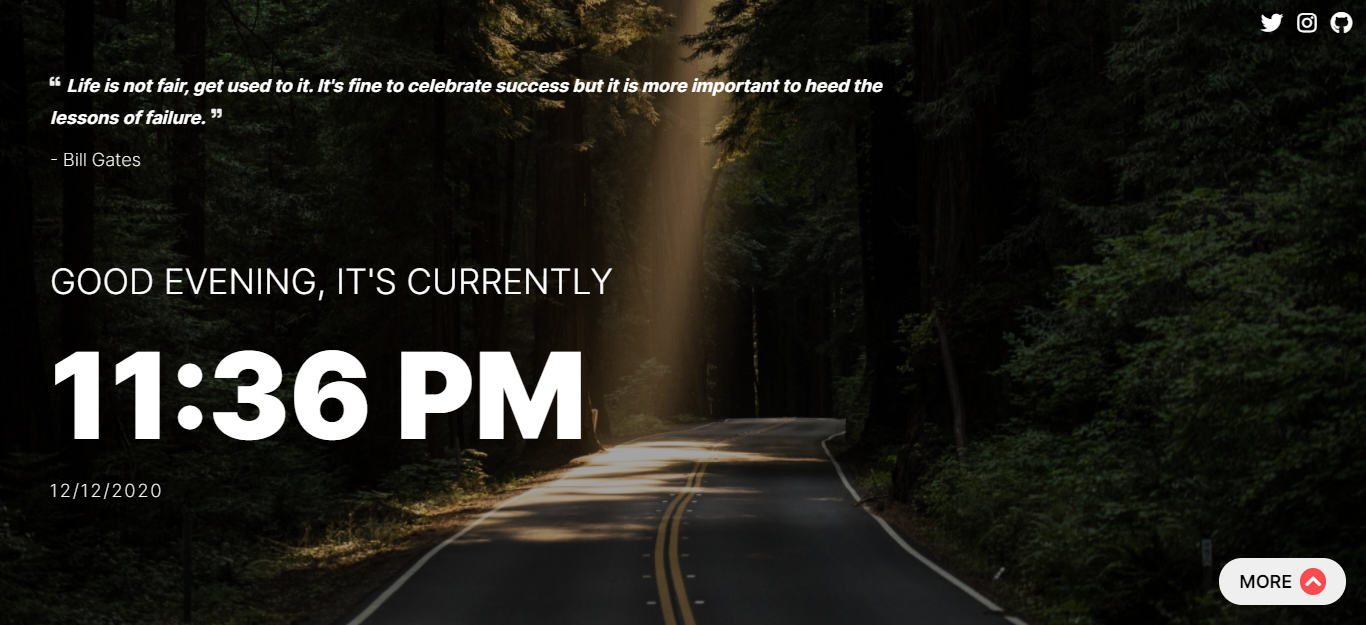 ❝ Life is not fair, get used to it. It's fine to celebrate success but it is more important to heed the
lessons of failure. ❞
- Bill Gates
GOOD EVENING, IT'S CURRENTLY
11:36 PM
12/12/2020
MORE